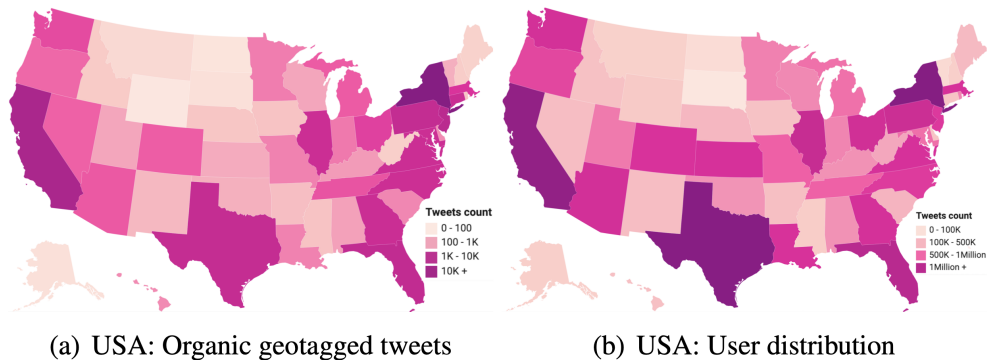 Tweets count
0 - 100
100 - 1K
1K - 10K
10K +
Tweets count
0 - 100K
100K - 500K
500K - 1Million
1Million +
(a) USA: Organic geotagged tweets
(b) USA: User distribution